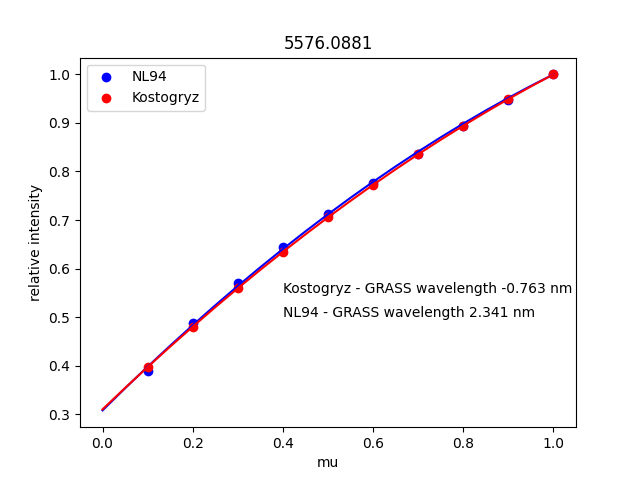 5576.0881
NL94
Kostogryz
relative intensity
1.0
0.9
0.8
0.7
0.6
0.5
0.4
0.3
Kostogryz - GRASS wavelength -0.763 nm
NL94 - GRASS wavelength 2.341 nm
0.0 0.2 0.4 0.6 0.8 1.0
mu